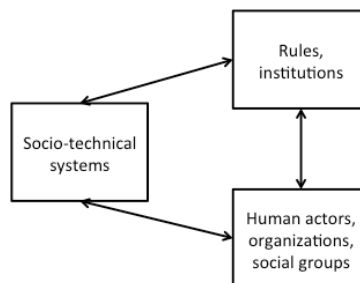 Rules,
institutions
Socio-technical
systems
Human actors,
organizations,
social groups